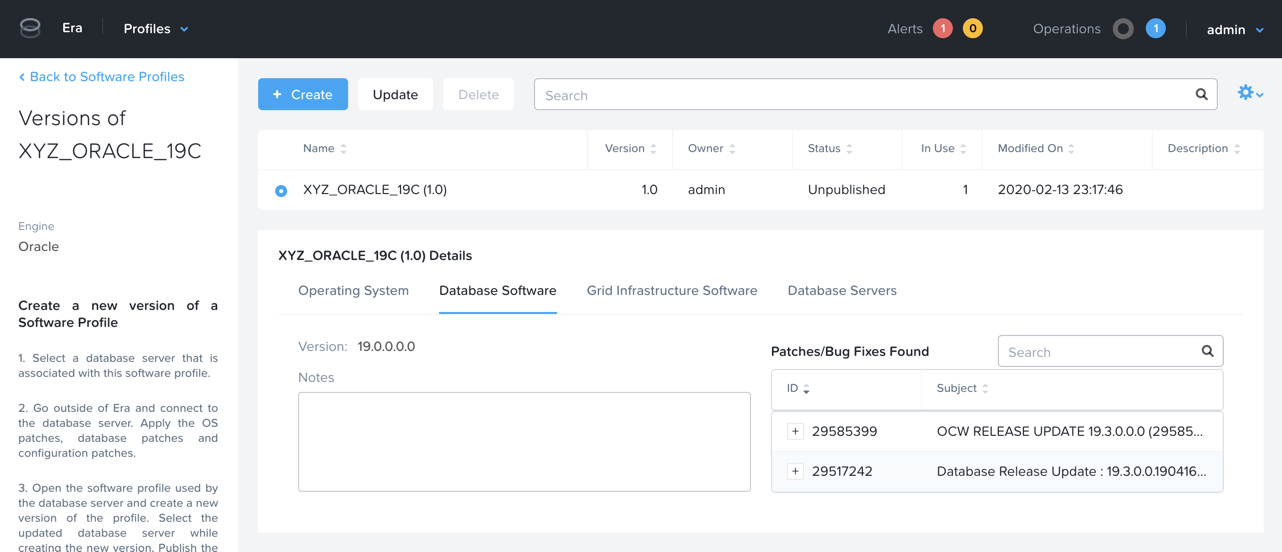 Era
Profiles
Alerts 1 0
Operations 1
admin
Back to Software Profiles
Versions of
XYZ_ORACLE_19C
Engine
Oracle
Create a new version of a
Software Profile
1. Select a database server that is
associated with this software profile.
2. Go outside of Era and connect to
the database server. Apply the OS
patches, database patches and
configuration patches.
3. Open the software profile used by
the database server and create a new
version of the profile. Select the
updated database server while
creating the new version. Publish the
+ Create
Update
Delete
Search
Name Version Owner Status In Use Modified On Description
XYZ_ORACLE_19C (1.0) 1.0 admin Unpublished 1 2020-02-13 23:17:46
XYZ_ORACLE_19C (1.0) Details
Operating System Database Software Grid Infrastructure Software Database Servers
Version: 19.0.0.0.0
Notes
Patches/Bug Fixes Found
Search
ID Subject
+ 29585399 OCW RELEASE UPDATE 19.3.0.0.0 (29585...
+ 29517242 Database Release Update : 19.3.0.0.190416...